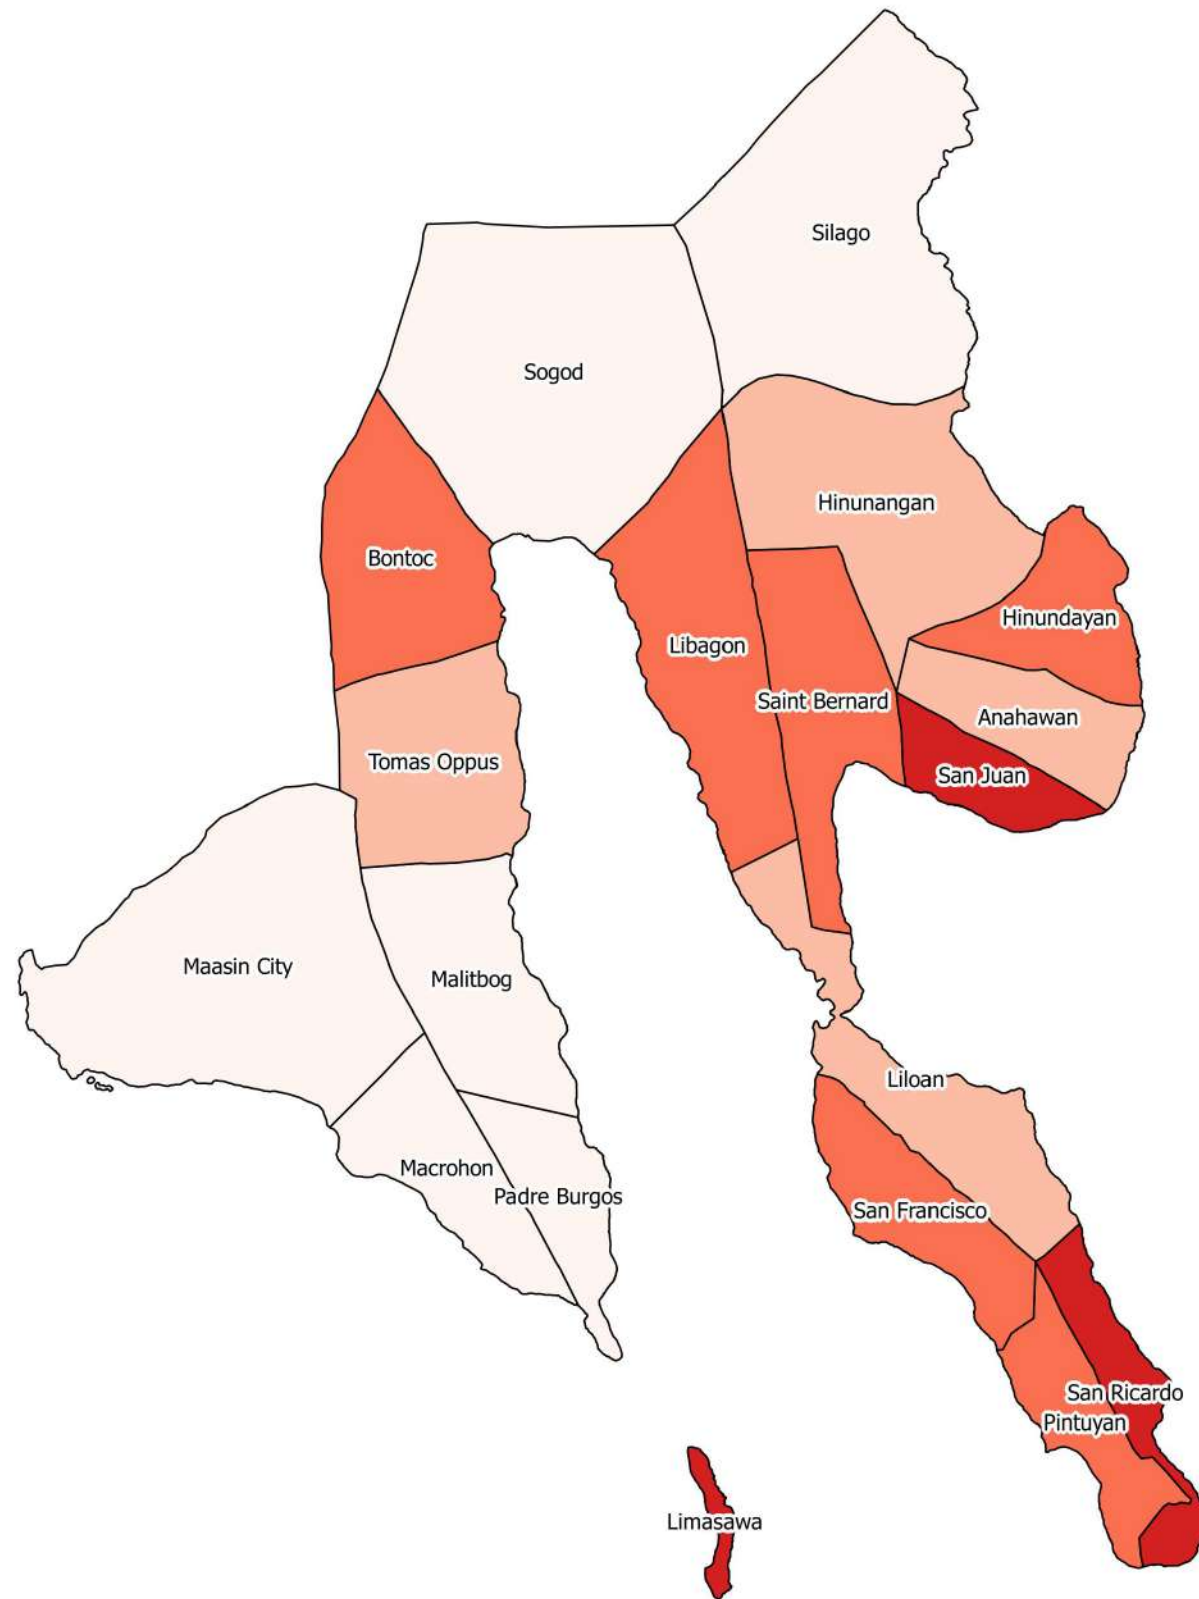 Silago
Sogod
Hinunangan
Bontoc
Hinundayan
Libagon
Saint Bernard
Anahawan
Tomas Oppus
San Juan
Maasin City
Malitbog
Liloan
Macrohon
Padre Burgos
San Francisco
San Ricardo
Pintuyan
Limasawa